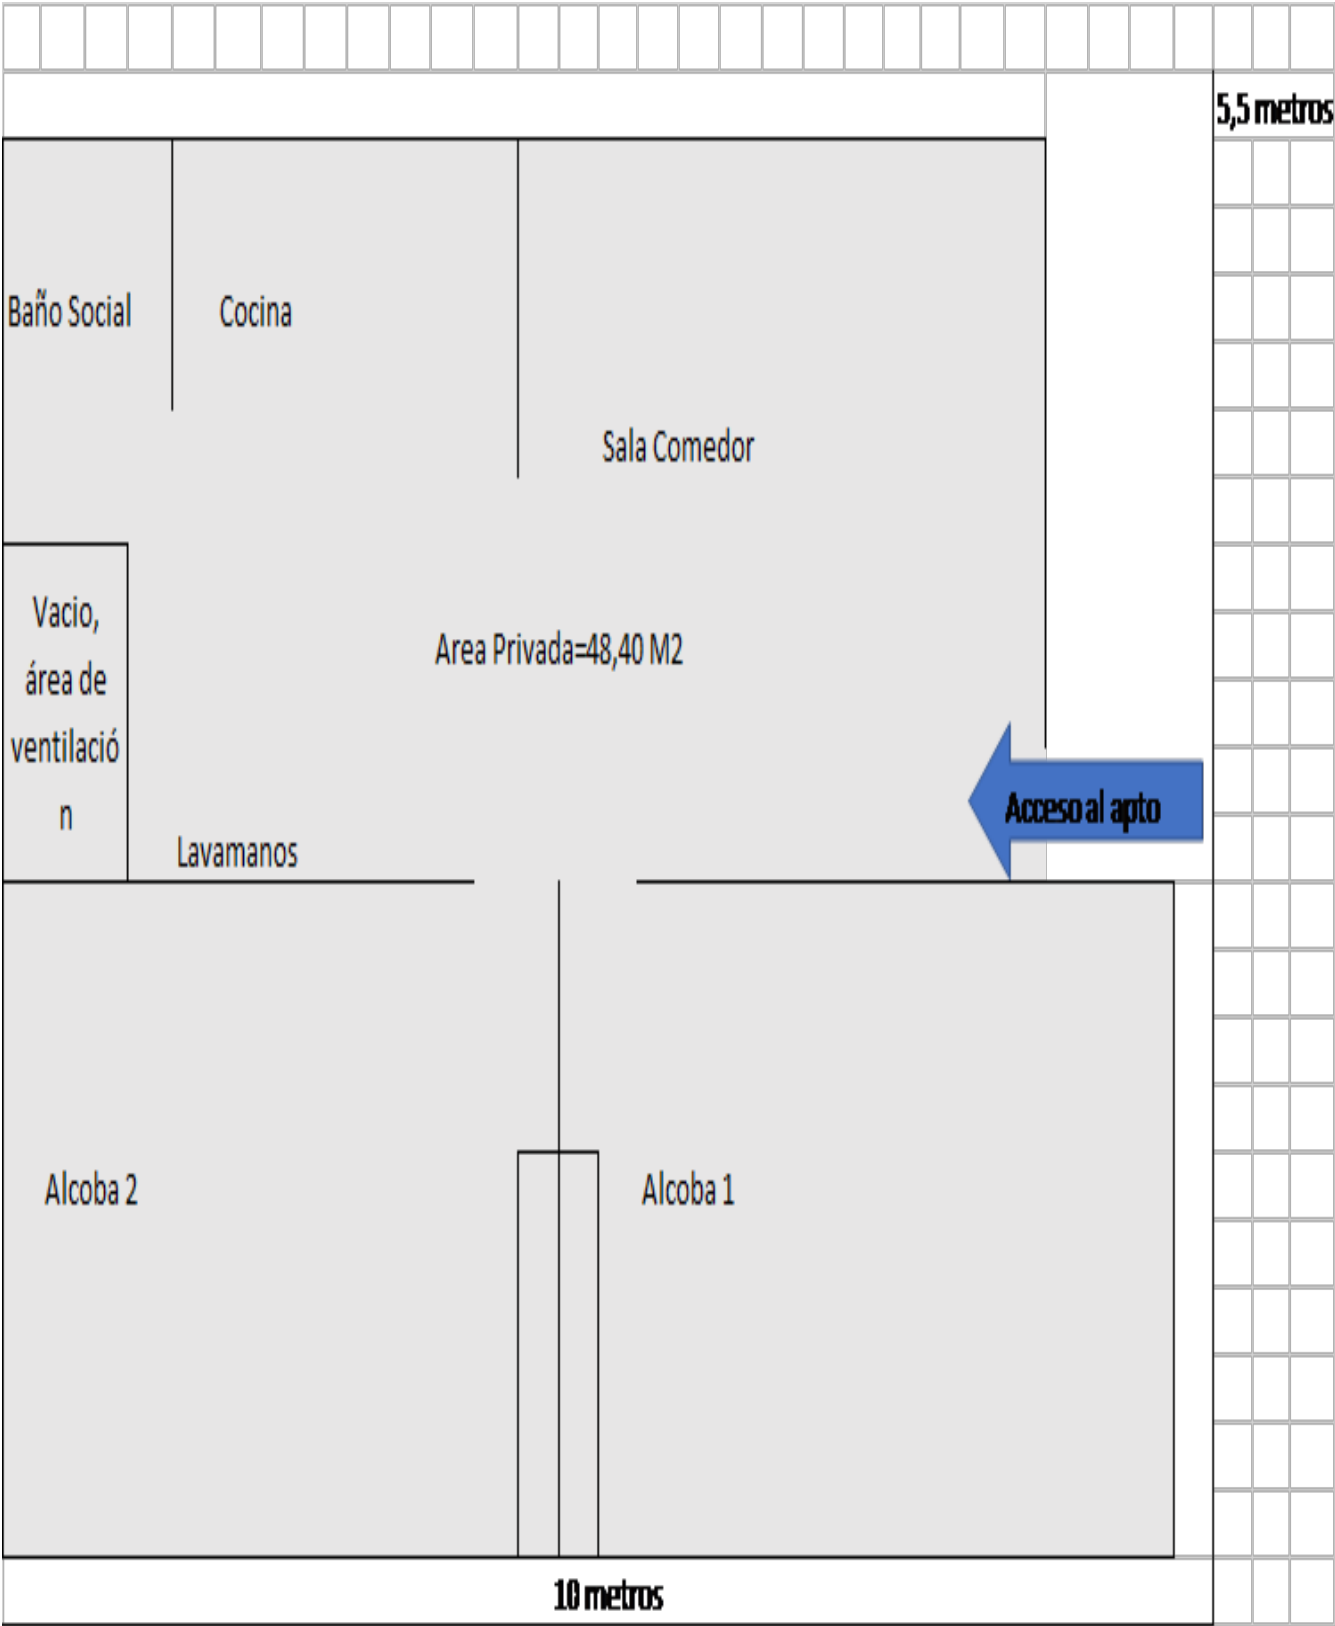 5,5 metros
Baño Social
Cocina
Sala Comedor
Vacio,
área de
ventilació
n
Area Privada=48,40 M2
Acceso al apto
Lavamanos
Alcoba 2
Alcoba 1
10 metros